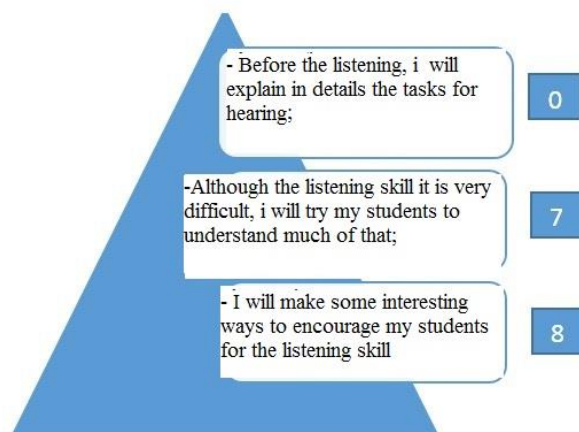 - Before the listening, i will
explain in details the tasks for
hearing;
0
-Although the listening skill it is very
difficult, i will try my students to
understand much of that;
7
- I will make some interesting
ways to encourage my students
for the listening skill
8